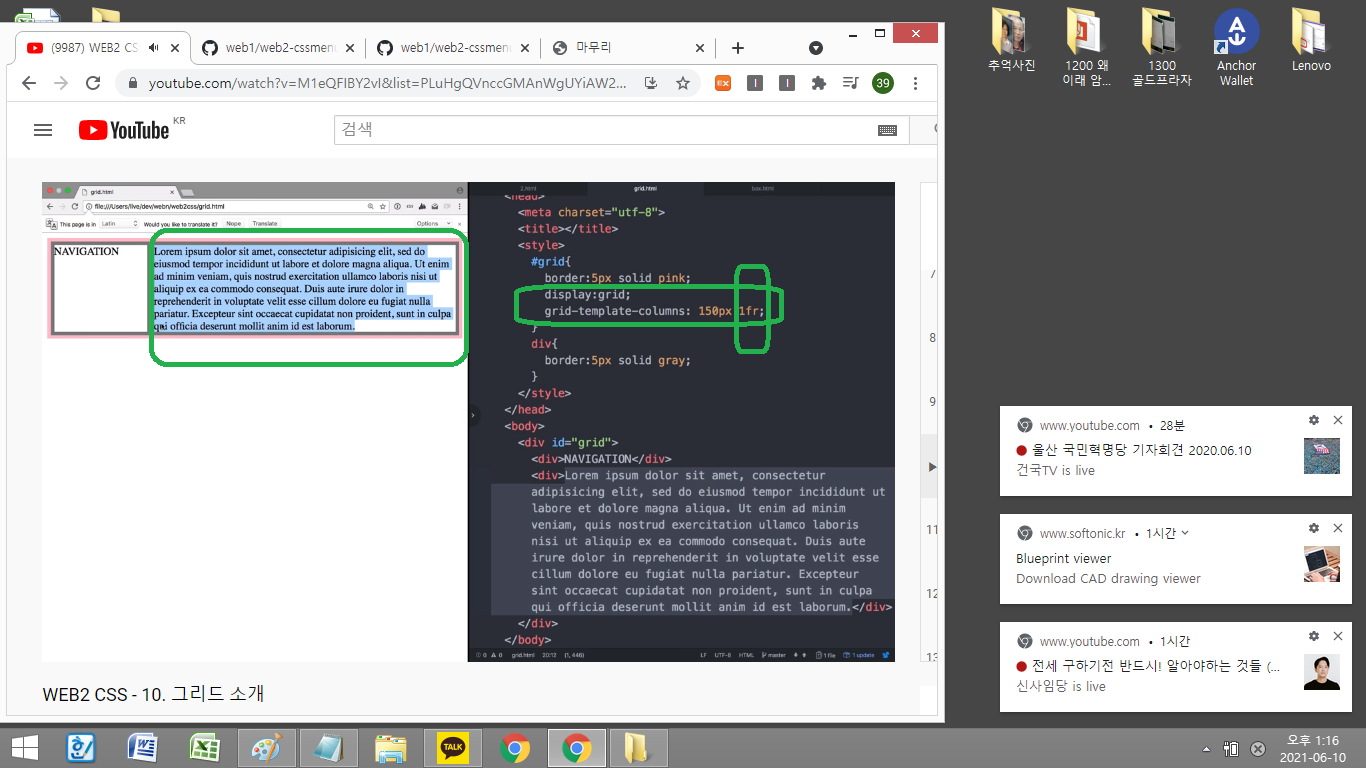 (9987) WEB2 CS
web1/web2-cssmen
web1/web2-cssmen
마무리
youtube.com/watch?v=M1eQFIBY2vI&list=PLuHgQVnccGMAnWgUYiAW2...
39
YouTube KR
검색
grid.html
file:///Users/live/dev/webn/web2css/grid.html
This page is in Latin Would you like to translate it? Nope Translate Options
NAVIGATION
Lorem ipsum dolor sit amet, consectetur adipisicing elit, sed do
eiusmod tempor incididunt ut labore et dolore magna aliqua. Ut enim
ad minim veniam, quis nostrud exercitation ullamco laboris nisi ut
aliquip ex ea commodo consequat. Duis aute irure dolor in
reprehenderit in voluptate velit esse cillum dolore eu fugiat nulla
pariatur. Excepteur sint occaecat cupidatat non proident, sunt in culpa
qui officia deserunt mollit anim id est laborum.
2.html grid.html box.html
<head>
<meta charset="utf-8">
<title></title>
<style>
#grid{
border:5px solid pink;
display:grid;
grid-template-columns: 150px 1fr;
}
div{
border:5px solid gray;
}
</style>
</head>
<body>
<div id="grid">
<div>NAVIGATION</div>
<div>Lorem ipsum dolor sit amet, consectetur
adipisicing elit, sed do eiusmod tempor incididunt ut
labore et dolore magna aliqua. Ut enim ad minim
veniam, quis nostrud exercitation ullamco laboris
nisi ut aliquip ex ea commodo consequat. Duis aute
irure dolor in reprehenderit in voluptate velit esse
cillum dolore eu fugiat nulla pariatur. Excepteur
sint occaecat cupidatat non proident, sunt in culpa
qui officia deserunt mollit anim id est laborum.</div>
</div>
</body>
0 0 grid.html 20:12 (1, 446) LF UTF-8 HTML master 1 file 1 update
8
9
11
12
13
WEB2 CSS - 10. 그리드 소개
추억사진
1200 왜
이래 암...
1300
골드프라자
Anchor
Wallet
Lenovo
www.youtube.com • 28분
울산 국민혁명당 기자회견 2020.06.10
건국TV is live
www.softonic.kr • 1시간
Blueprint viewer
Download CAD drawing viewer
www.youtube.com • 1시간
전세 구하기전 반드시! 알아야하는 것들 (...
신사임당 is live
TALK
오후 1:16
2021-06-10